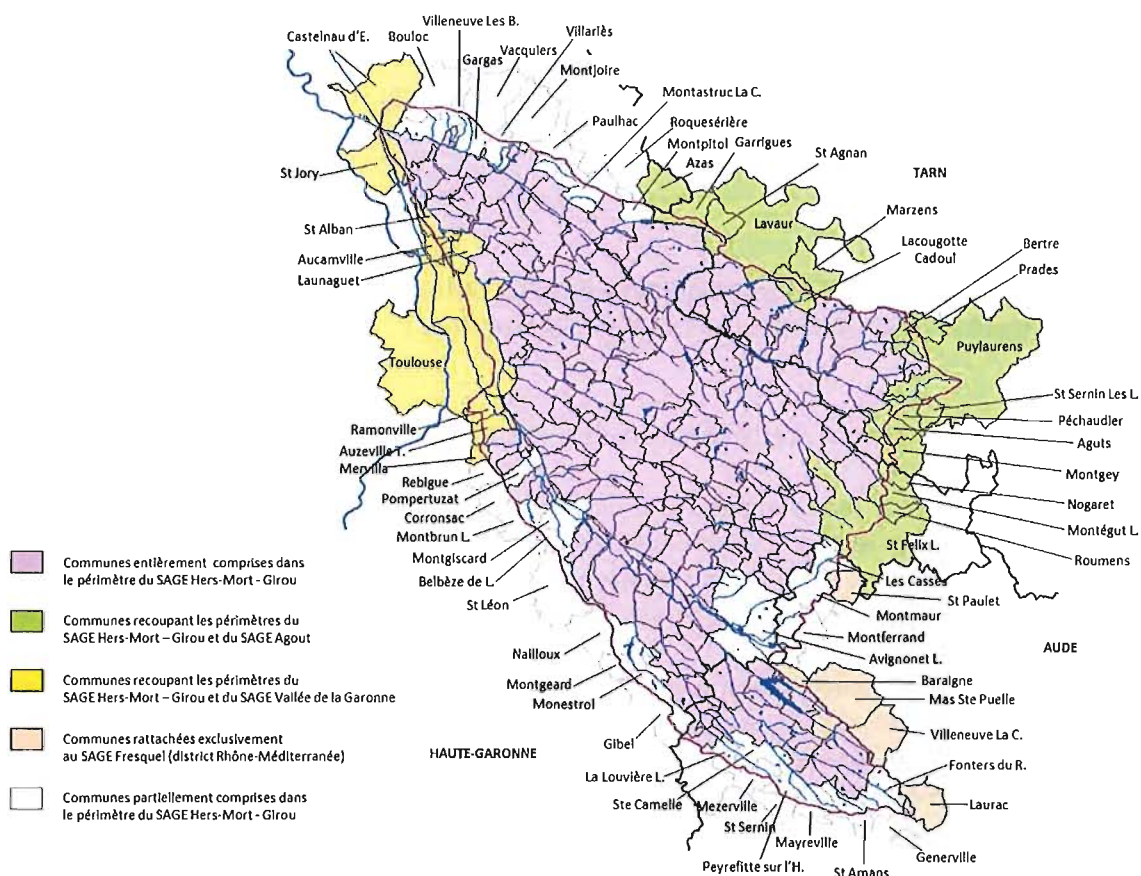 Villeneuve Les B.
Castelnau d'E.
Bouloc
Villariès
Gargas
Vacquiers
Montjoire
Montastruc La C.
Paulhac
Roquesérière
Montpitol
Garrigues
Azas
St Agnan
St Jory
TARN
Lavaur
Marzens
St Alban
Lacougotte
Cadoul
Bertre
Aucamville
Prades
Launaguet
Puylaurens
Toulouse
St Sernin Les L.
Péchaudier
Ramonville
Aguts
Auzeville T.
Mervilla
Montgey
Rebigue
Pompertuzat
Nogaret
Corronsac
Montégut L.
Montbrun L.
St Felix L.
Roumens
Montgiscard
Belbèze de L.
Les Cassés
St Léon
St Paulet
Montmaur
Montferrand
AUDE
Nailloux
Avignonet L.
Baraigne
Montgeard
Mas Ste Puelle
Monestrol
Villeneuve La C.
Gibel
HAUTE-GARONNE
Fonters du R.
La Louvière L.
Laurac
Ste Camelle
Mezerville
St Sernin
Mayreville
Generville
Peyrefitte sur l'H.
St Amans
Communes entièrement comprises dans
le périmètre du SAGE Hers-Mort - Girou
Communes recoupant les périmètres du
SAGE Hers-Mort – Girou et du SAGE Agout
Communes recoupant les périmètres du
SAGE Hers-Mort – Girou et du SAGE Vallée de la Garonne
Communes rattachées exclusivement
au SAGE Fresquel (district Rhône-Méditerranée)
Communes partiellement comprises dans
le périmètre du SAGE Hers-Mort - Girou